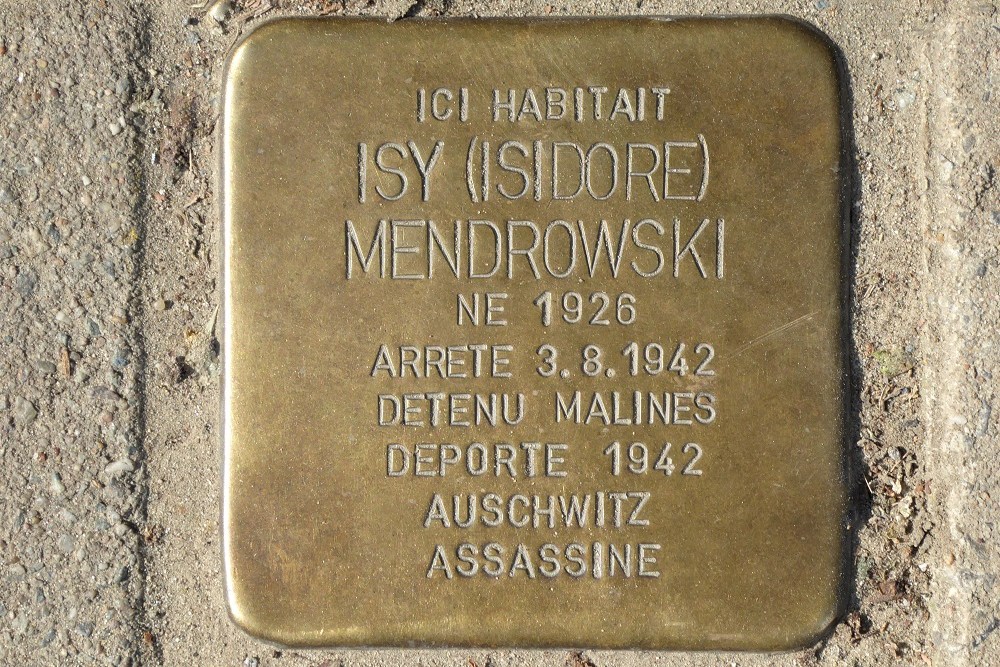 ICI HABITAIT
ISY (ISIDORE)
MENDROWSKI
NE 1926
ARRETE 3.8.1942
DETENU MALINES
DEPORTE 1942
AUSCHWITZ
ASSASSINE